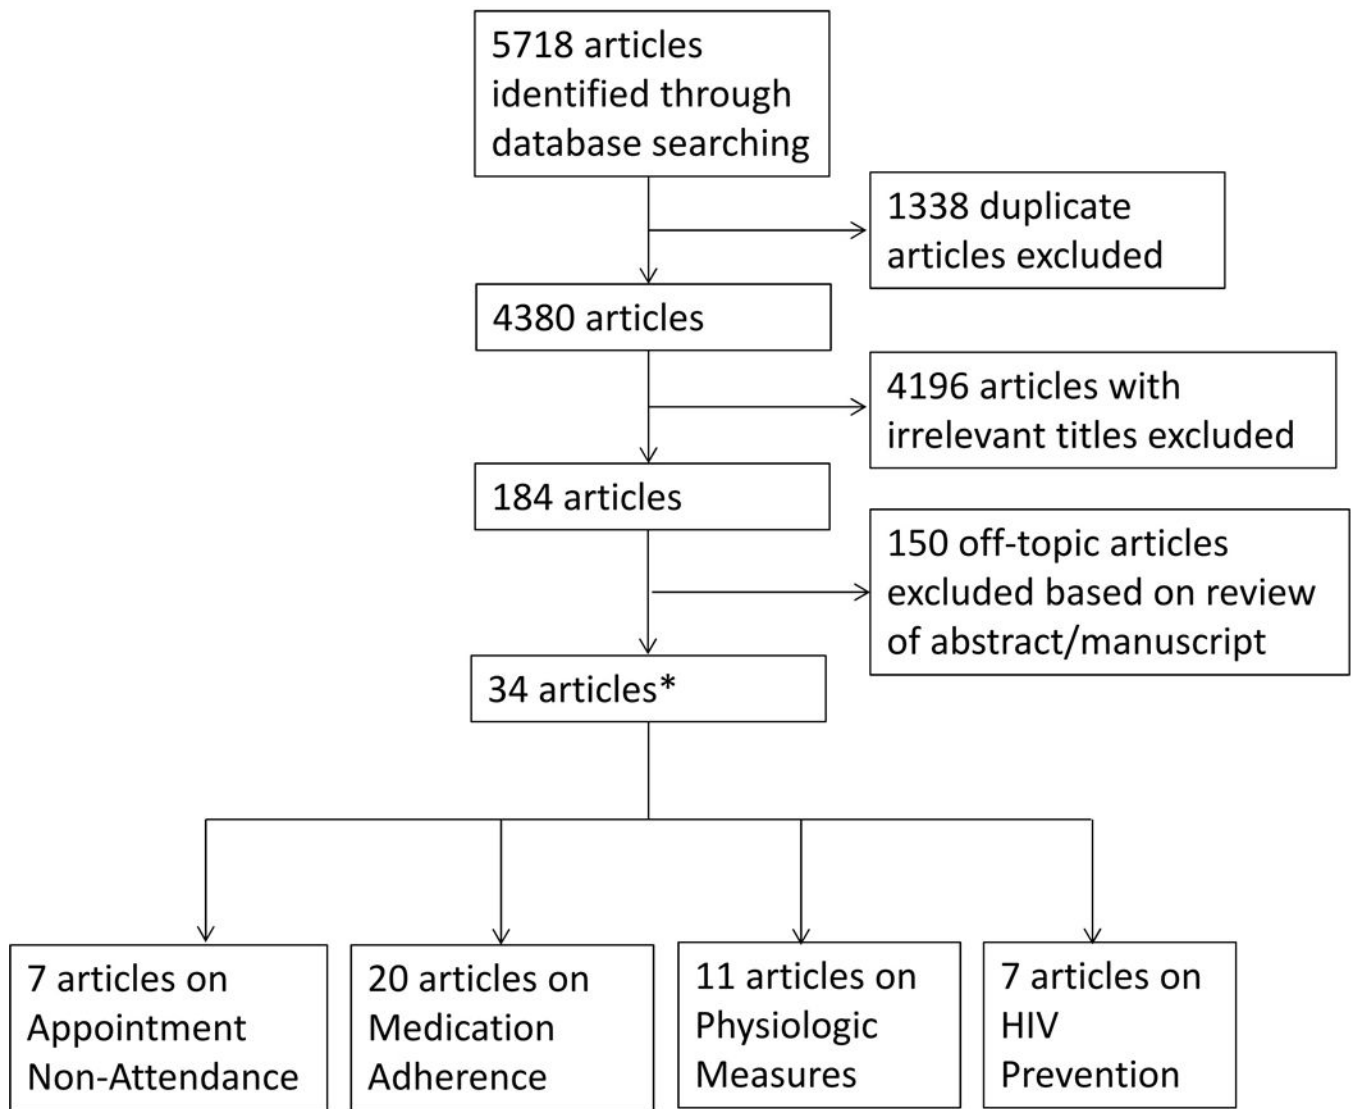 5718 articles
identified through
database searching
1338 duplicate
articles excluded
4380 articles
4196 articles with
irrelevant titles excluded
184 articles
150 off-topic articles
excluded based on review
of abstract/manuscript
34 articles*
7 articles on
Appointment
Non-Attendance
20 articles on
Medication
Adherence
11 articles on
Physiologic
Measures
7 articles on
HIV
Prevention